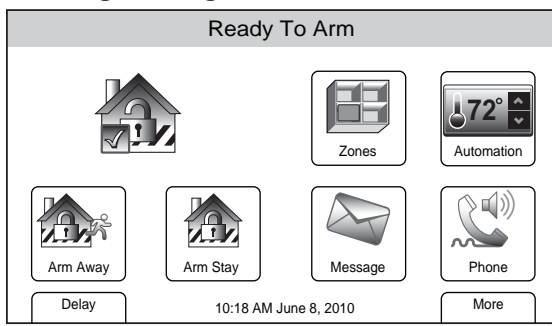 Ready To Arm
72°
Zones
Automation
Arm Away
Arm Stay
Message
Phone
Delay
10:18 AM June 8, 2010
More